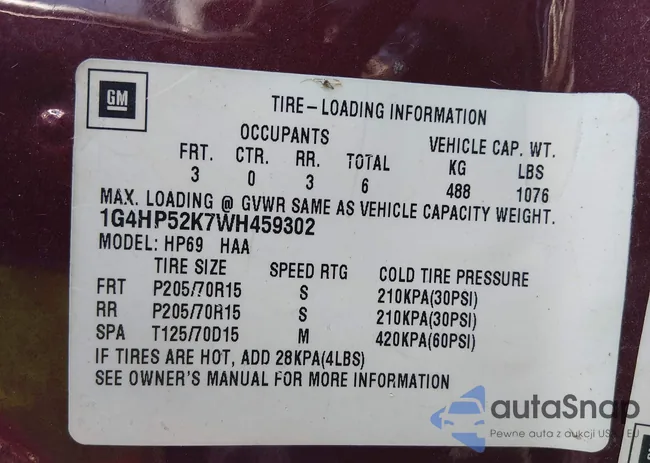 GM
TIRE-LOADING INFORMATION
OCCUPANTS VEHICLE CAP. WT.
FRT. CTR. RR. TOTAL KG LBS
3 0 3 6 488 1076
MAX. LOADING @ GVWR SAME AS VEHICLE CAPACITY WEIGHT.
1G4HP52K7WH459302
MODEL: HP69 HAA
TIRE SIZE SPEED RTG COLD TIRE PRESSURE
FRT P205/70R15 S 210KPA(30PSI)
RR P205/70R15 S 210KPA(30PSI)
SPA T125/70D15 M 420KPA(60PSI)
IF TIRES ARE HOT, ADD 28KPA(4LBS)
SEE OWNER'S MANUAL FOR MORE INFORMATION
autaSnap
Pewne auta z aukcji USA i EU